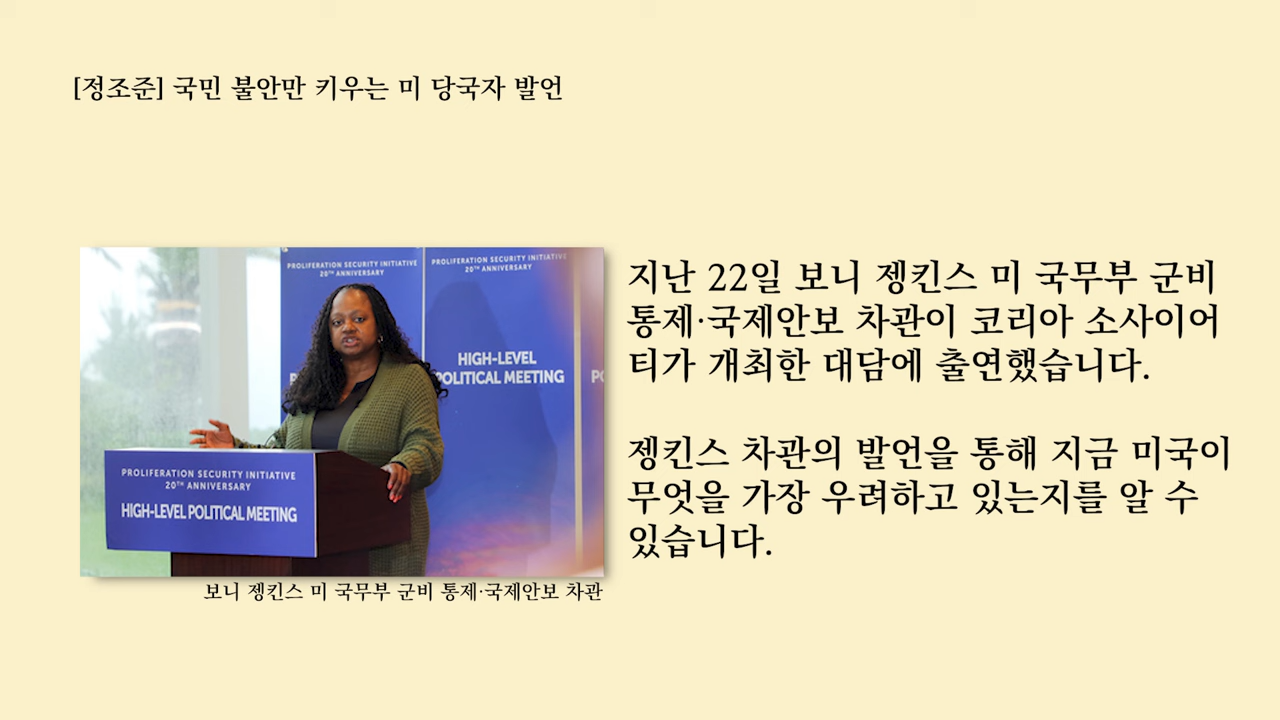 [정조준] 국민 불안만 키우는 미 당국자 발언
PROLIFERATION SECURITY INITIATIVE
20TH ANNIVERSARY
PROLIFERATION SECURITY INITIATIVE
20TH ANNIVERSARY
HIGH-LEVEL
POLITICAL MEETING
PROLIFERATION SECURITY INITIATIVE
20TH ANNIVERSARY
HIGH-LEVEL POLITICAL MEETING
보니 젱킨스 미 국무부 군비 통제·국제안보 차관
지난 22일 보니 젱킨스 미 국무부 군비
통제·국제안보 차관이 코리아 소사이어
티가 개최한 대담에 출연했습니다.
젱킨스 차관의 발언을 통해 지금 미국이
무엇을 가장 우려하고 있는지를 알 수
있습니다.